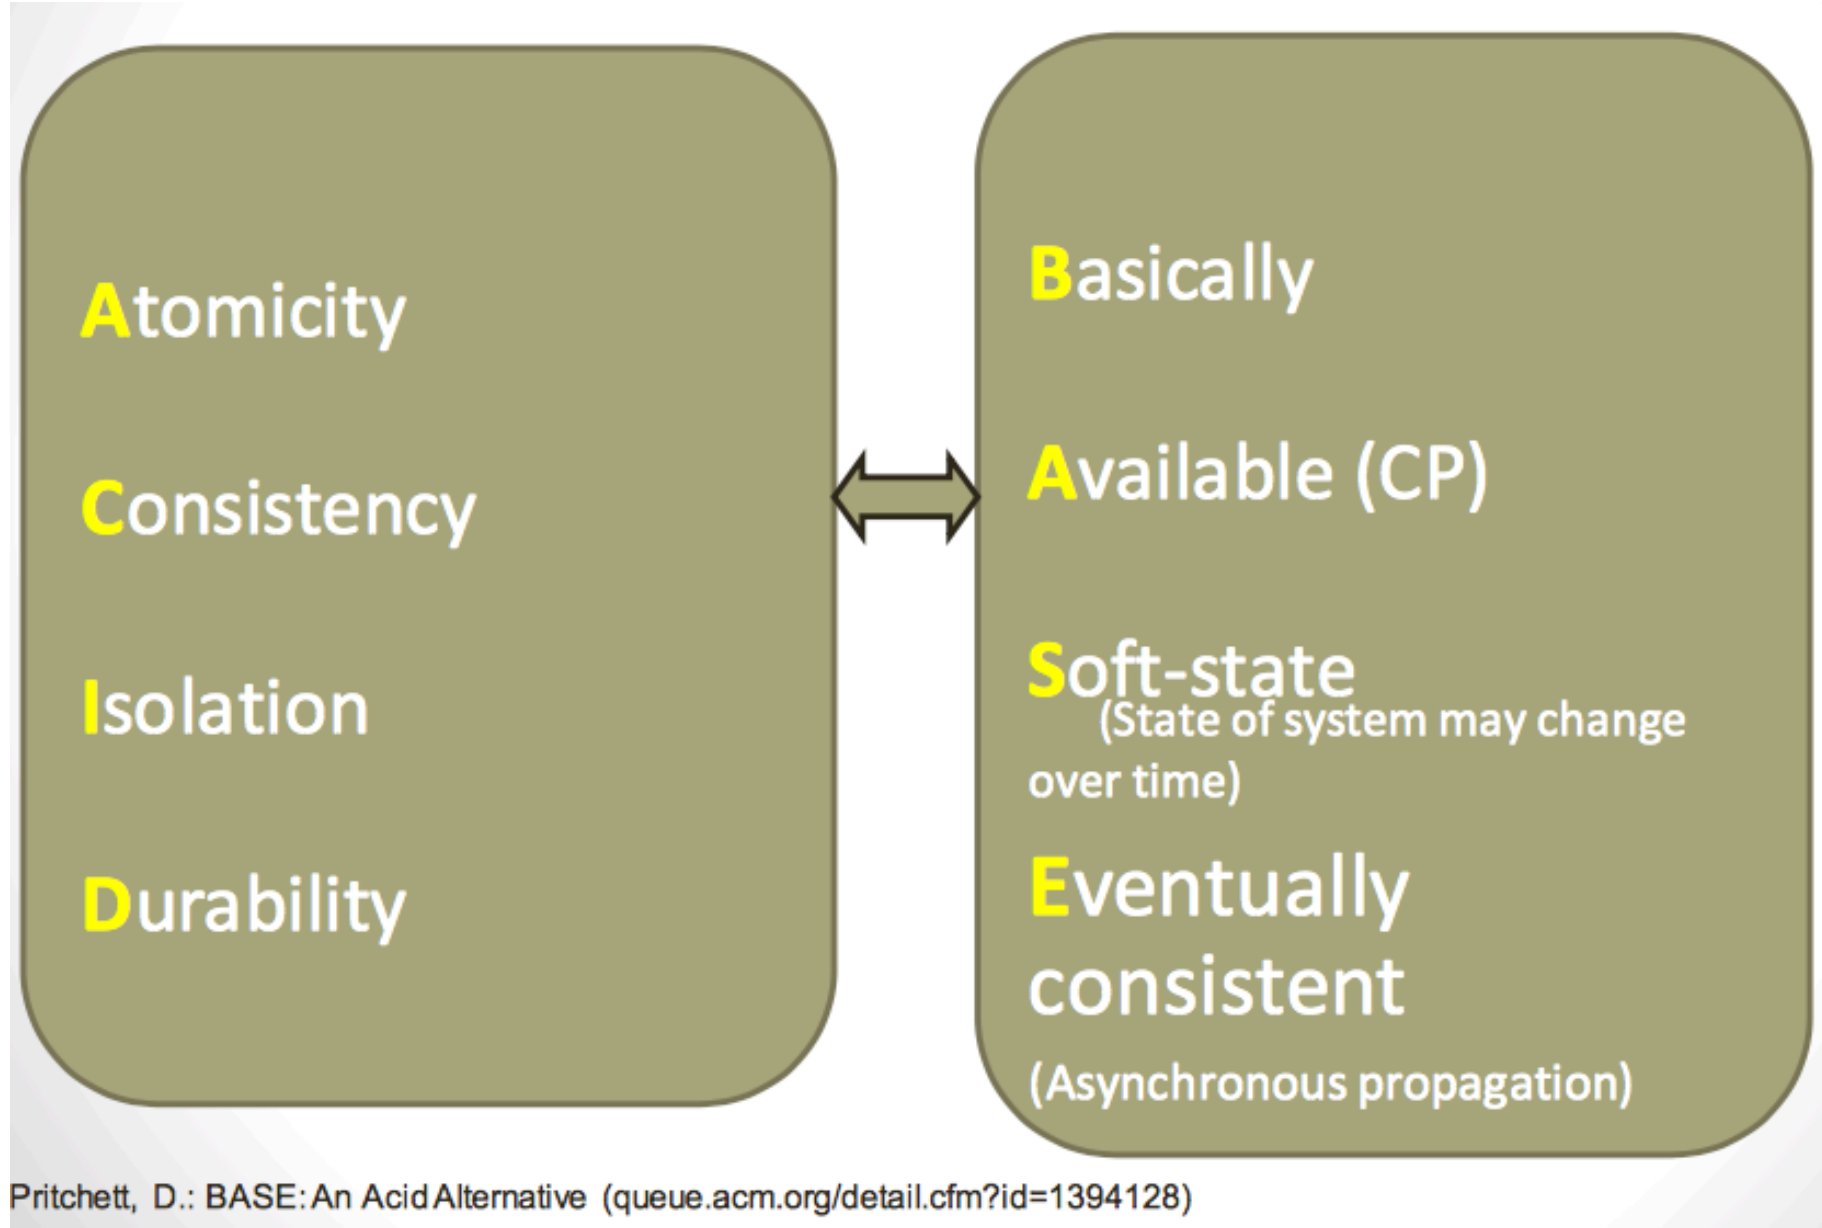 Atomicity
Consistency
Isolation
Durability
Basically
Available (CP)
Soft-state
(State of system may change
over time)
Eventually
consistent
(Asynchronous propagation)
Pritchett, D.: BASE: An Acid Alternative (queue.acm.org/detail.cfm?id=1394128)